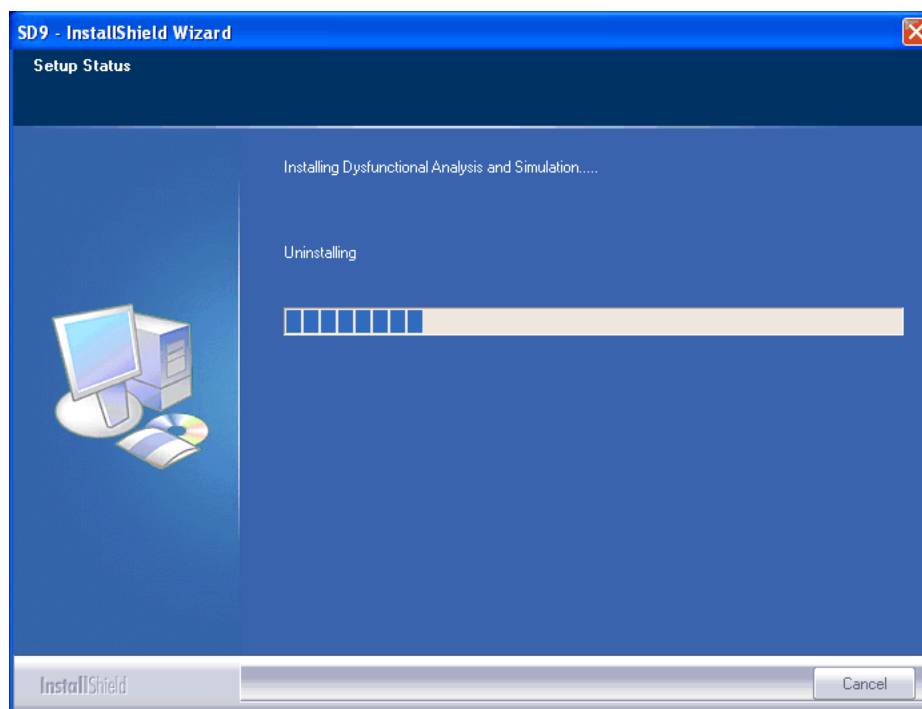 SD9 - InstallShield Wizard
Setup Status
Installing Dysfunctional Analysis and Simulation.....
Uninstalling
InstallShield
Cancel